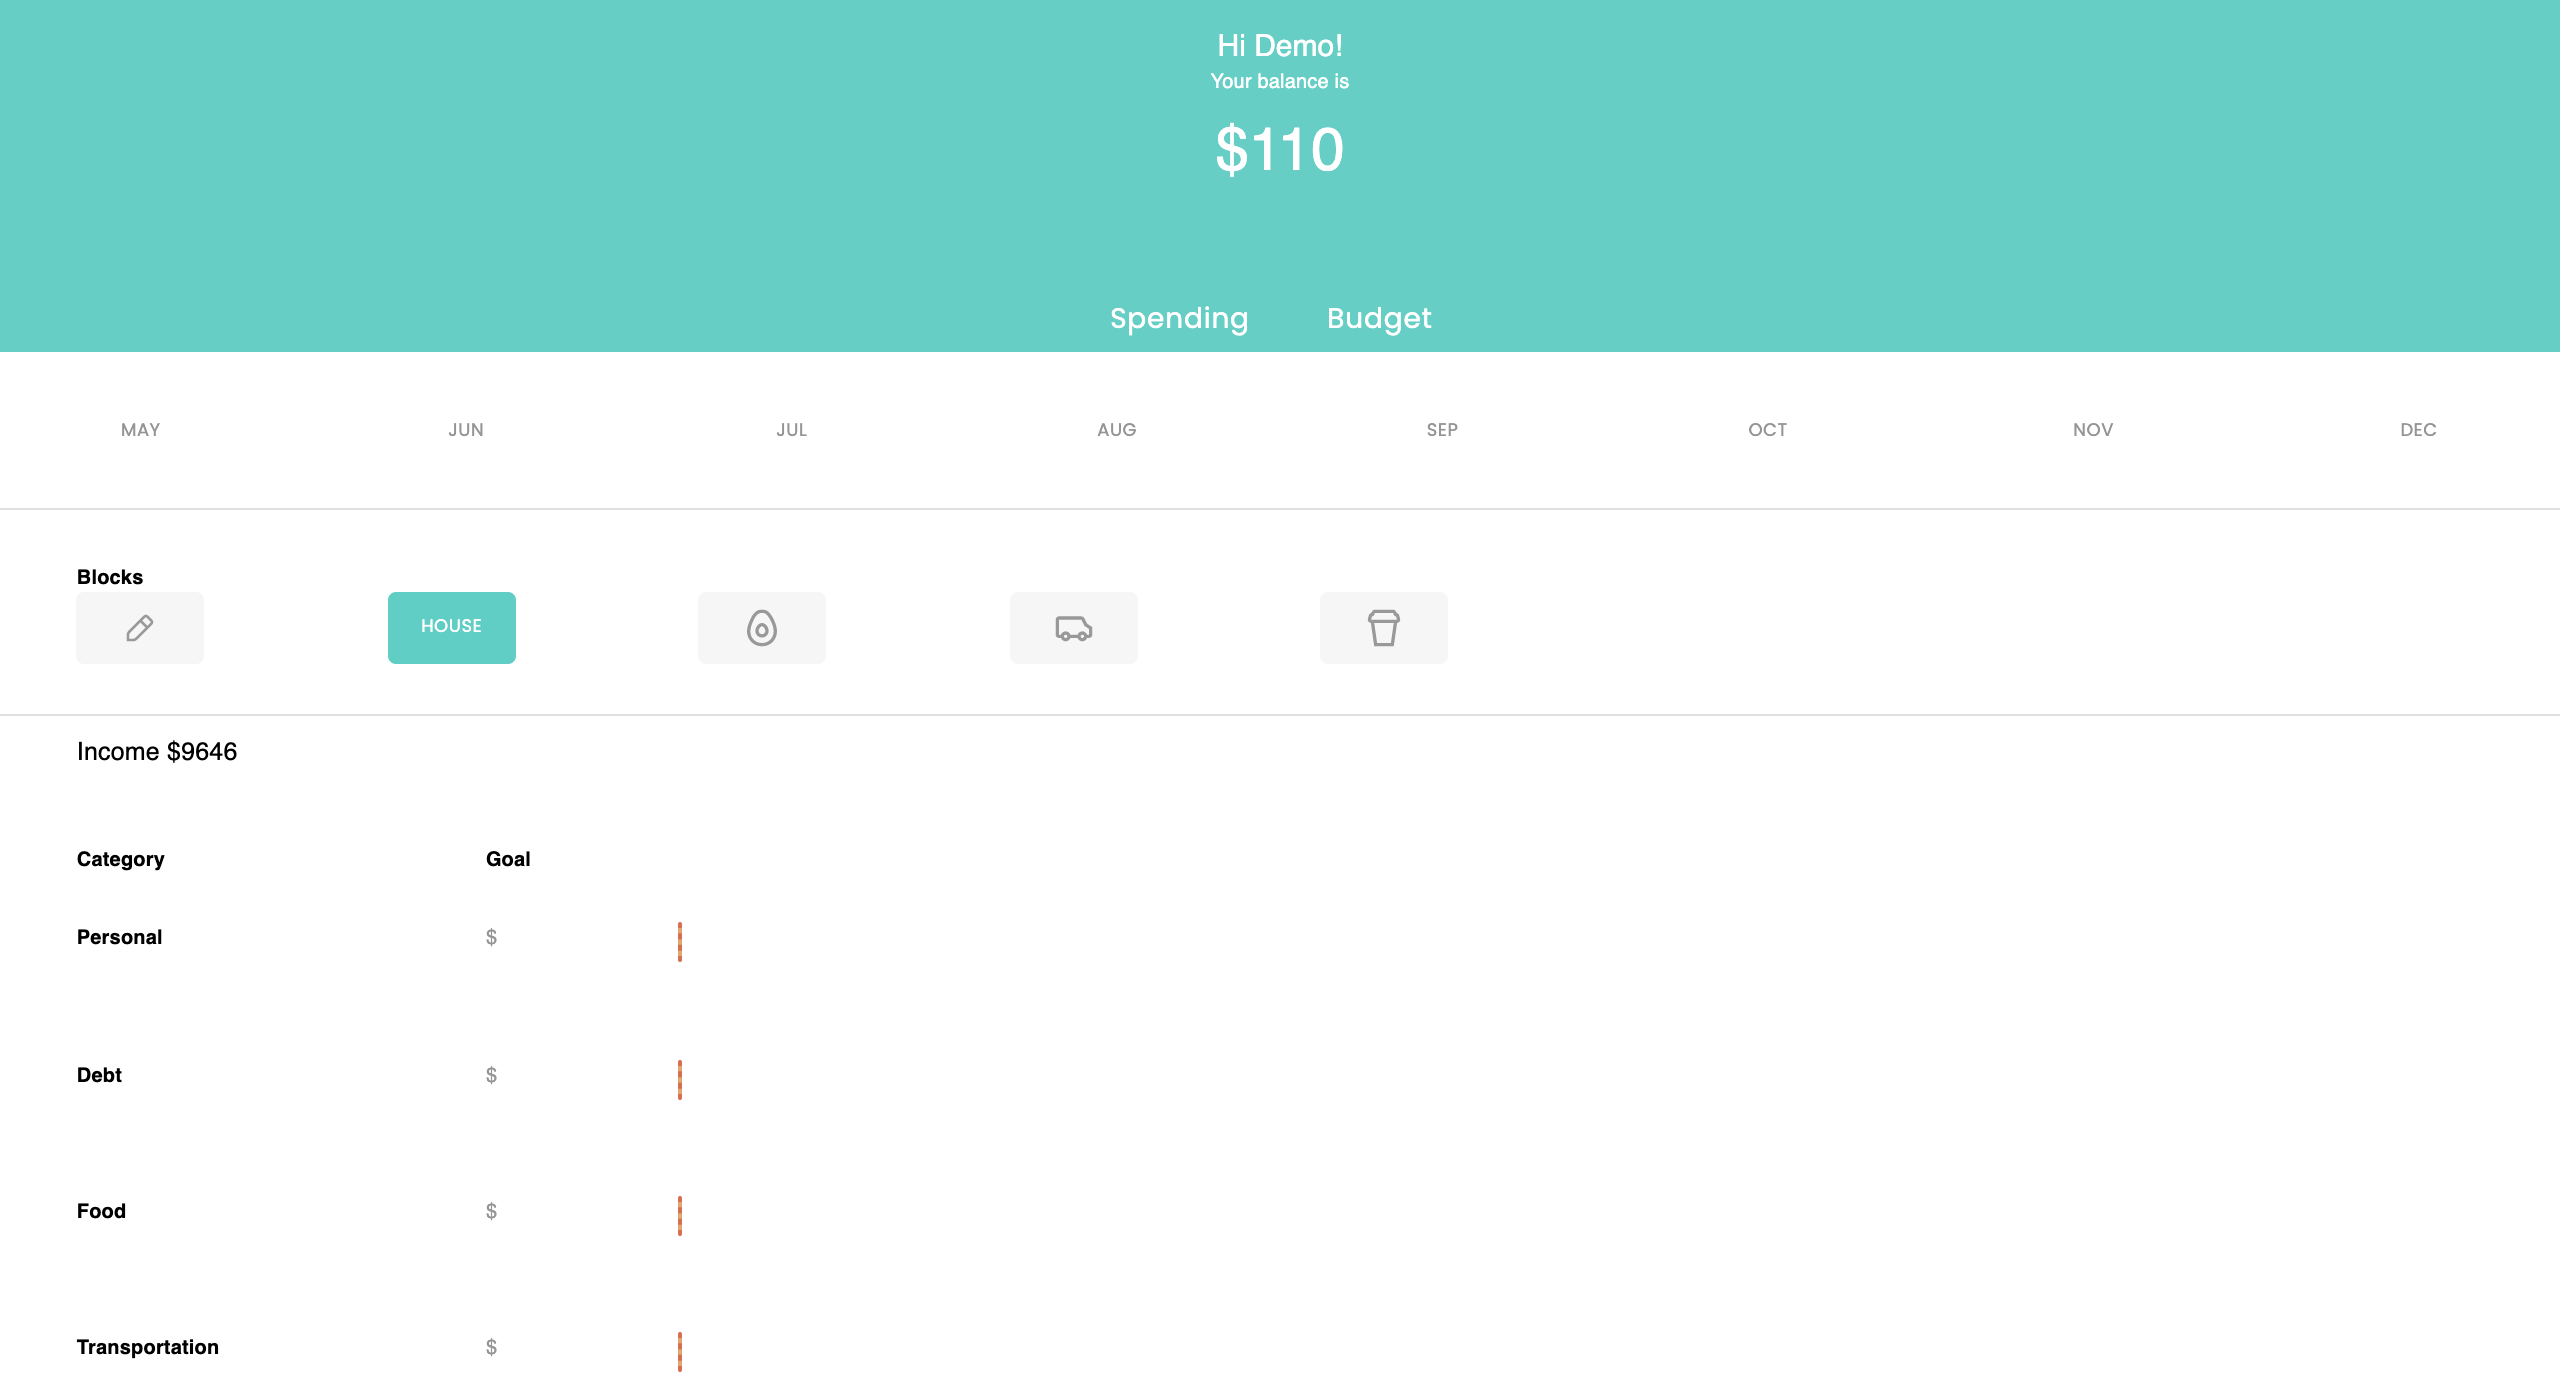 Hi Demo!
Your balance is
$110
Spending Budget
MAY JUN JUL AUG SEP OCT NOV DEC
Blocks
HOUSE
Income $9646
Category Goal
Personal $
Debt $
Food $
Transportation $